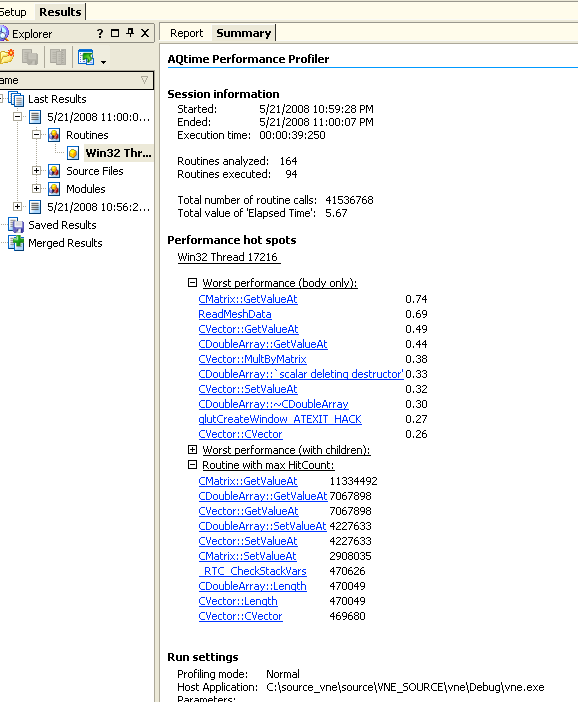 Setup Results
Explorer ?
ame
Last Results
5/21/2008 11:00:0...
Routines
Win32 Thr...
Source Files
Modules
5/21/2008 10:56:2...
Saved Results
Merged Results
Report Summary
AQtime Performance Profiler
Session information
Started: 5/21/2008 10:59:28 PM
Ended: 5/21/2008 11:00:07 PM
Execution time: 00:00:39:250
Routines analyzed: 164
Routines executed: 94
Total number of routine calls: 41536768
Total value of 'Elapsed Time': 5.67
Performance hot spots
Win32 Thread 17216
Worst performance (body only):
CMatrix::GetValueAt 0.74
ReadMeshData 0.69
CVector::GetValueAt 0.49
CDoubleArray::GetValueAt 0.44
CVector::MultByMatrix 0.38
CDoubleArray::`scalar deleting destructor' 0.33
CVector::SetValueAt 0.32
CDoubleArray::~CDoubleArray 0.30
glutCreateWindow_ATEXIT_HACK 0.27
CVector::CVector 0.26
Worst performance (with children):
Routine with max HitCount:
CMatrix::GetValueAt 11334492
CDoubleArray::GetValueAt 7067898
CVector::GetValueAt 7067898
CDoubleArray::SetValueAt 4227633
CVector::SetValueAt 4227633
CMatrix::SetValueAt 2908035
_RTC_CheckStackVars 470626
CDoubleArray::Length 470049
CVector::Length 470049
CVector::CVector 469680
Run settings
Profiling mode: Normal
Host Application: C:\source_vne\source\VNE_SOURCE\vne\Debug\vne.exe
Parameters: